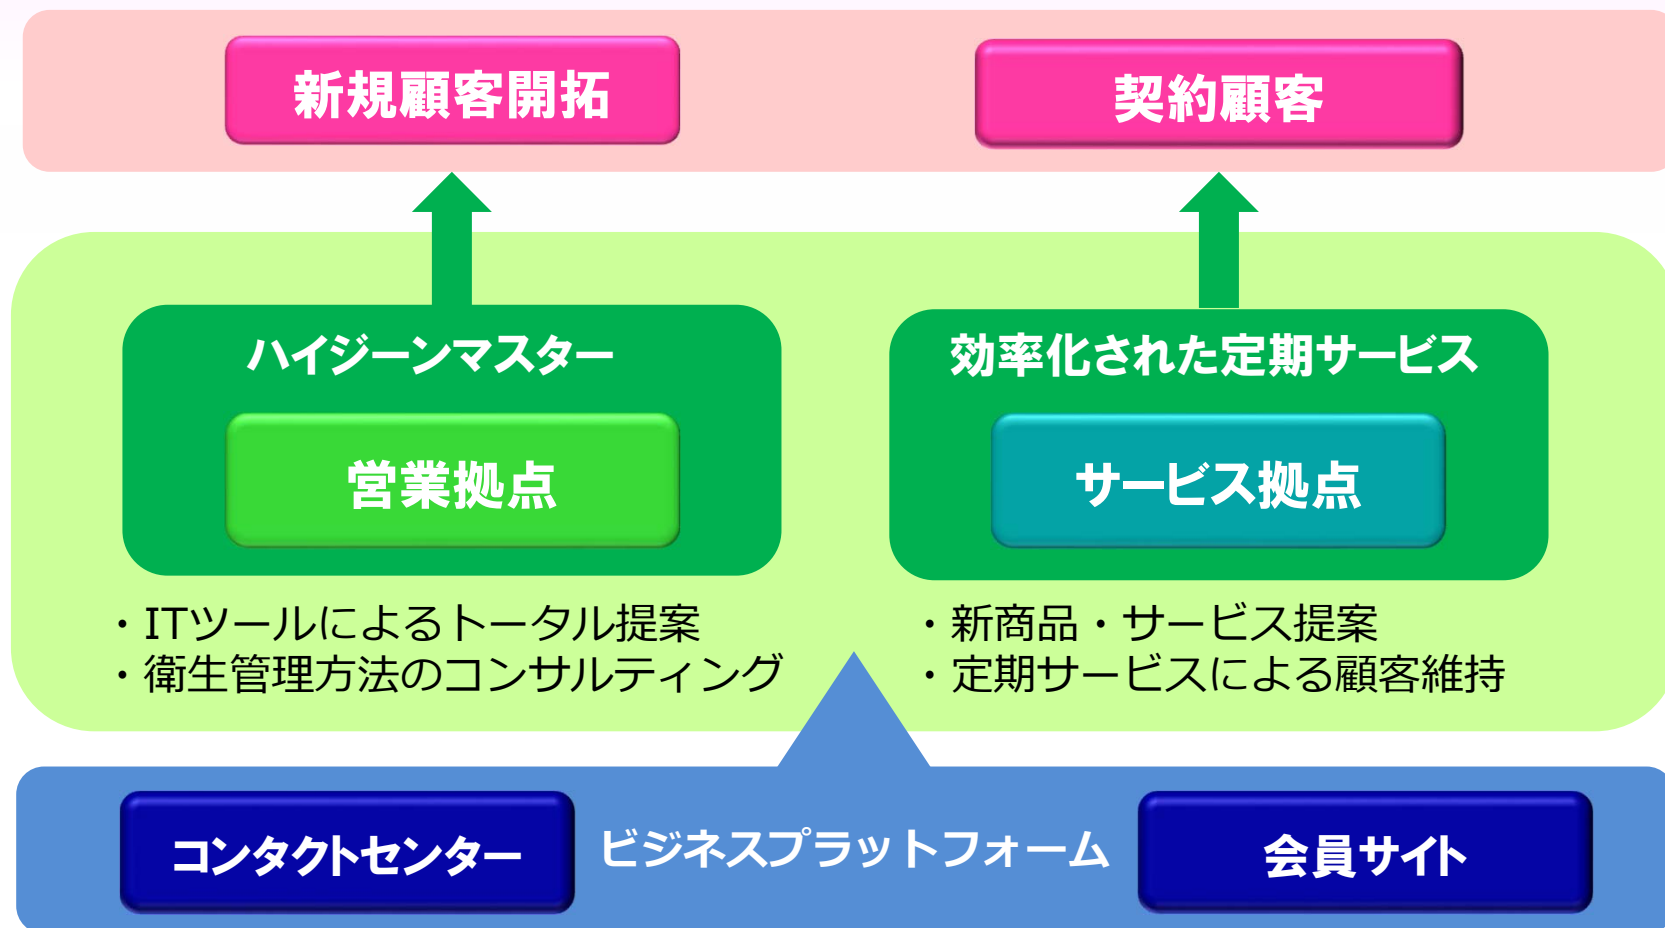 新規顧客開拓
契約顧客
ハイジーンマスター
営業拠点
・ITツールによるトータル提案
・衛生管理方法のコンサルティング
効率化された定期サービス
サービス拠点
・新商品・サービス提案
・定期サービスによる顧客維持
コンタクトセンター
ビジネスプラットフォーム
会員サイト